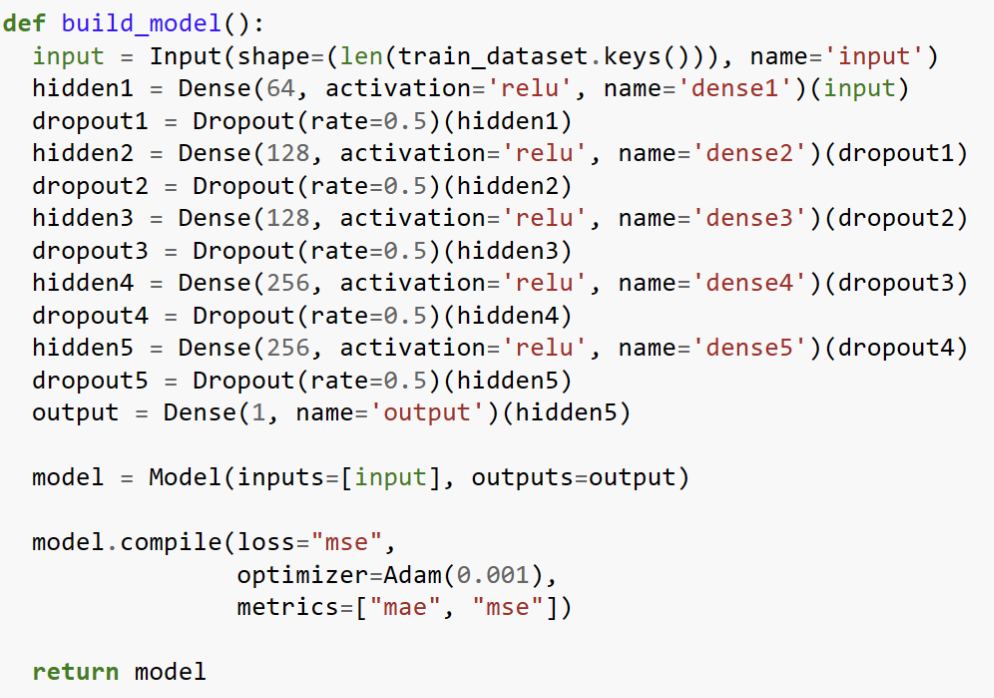 def build_model():
  input = Input(shape=(len(train_dataset.keys())), name='input')
  hidden1 = Dense(64, activation='relu', name='dense1')(input)
  dropout1 = Dropout(rate=0.5)(hidden1)
  hidden2 = Dense(128, activation='relu', name='dense2')(dropout1)
  dropout2 = Dropout(rate=0.5)(hidden2)
  hidden3 = Dense(128, activation='relu', name='dense3')(dropout2)
  dropout3 = Dropout(rate=0.5)(hidden3)
  hidden4 = Dense(256, activation='relu', name='dense4')(dropout3)
  dropout4 = Dropout(rate=0.5)(hidden4)
  hidden5 = Dense(256, activation='relu', name='dense5')(dropout4)
  dropout5 = Dropout(rate=0.5)(hidden5)
  output = Dense(1, name='output')(hidden5)

  model = Model(inputs=[input], outputs=output)

  model.compile(loss="mse",
                optimizer=Adam(0.001),
                metrics=["mae", "mse"])

  return model